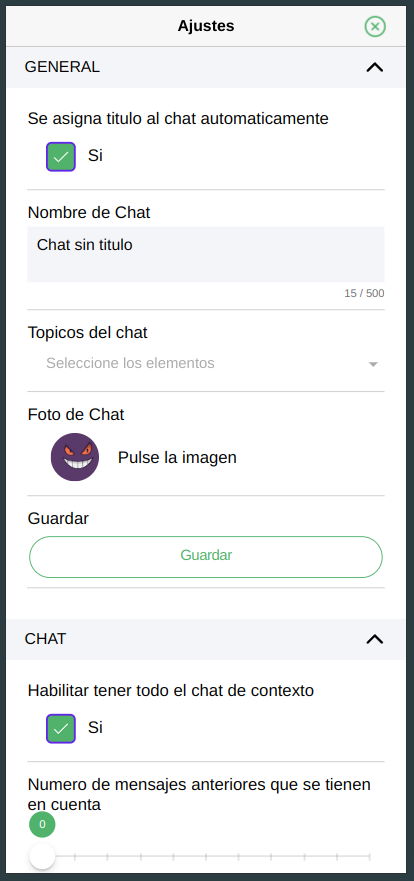 Ajustes
GENERAL
Se asigna titulo al chat automaticamente
Si
Nombre de Chat
Chat sin titulo
15 / 500
Topicos del chat
Seleccione los elementos
Foto de Chat
Pulse la imagen
Guardar
Guardar
CHAT
Habilitar tener todo el chat de contexto
Si
Numero de mensajes anteriores que se tienen
en cuenta
0